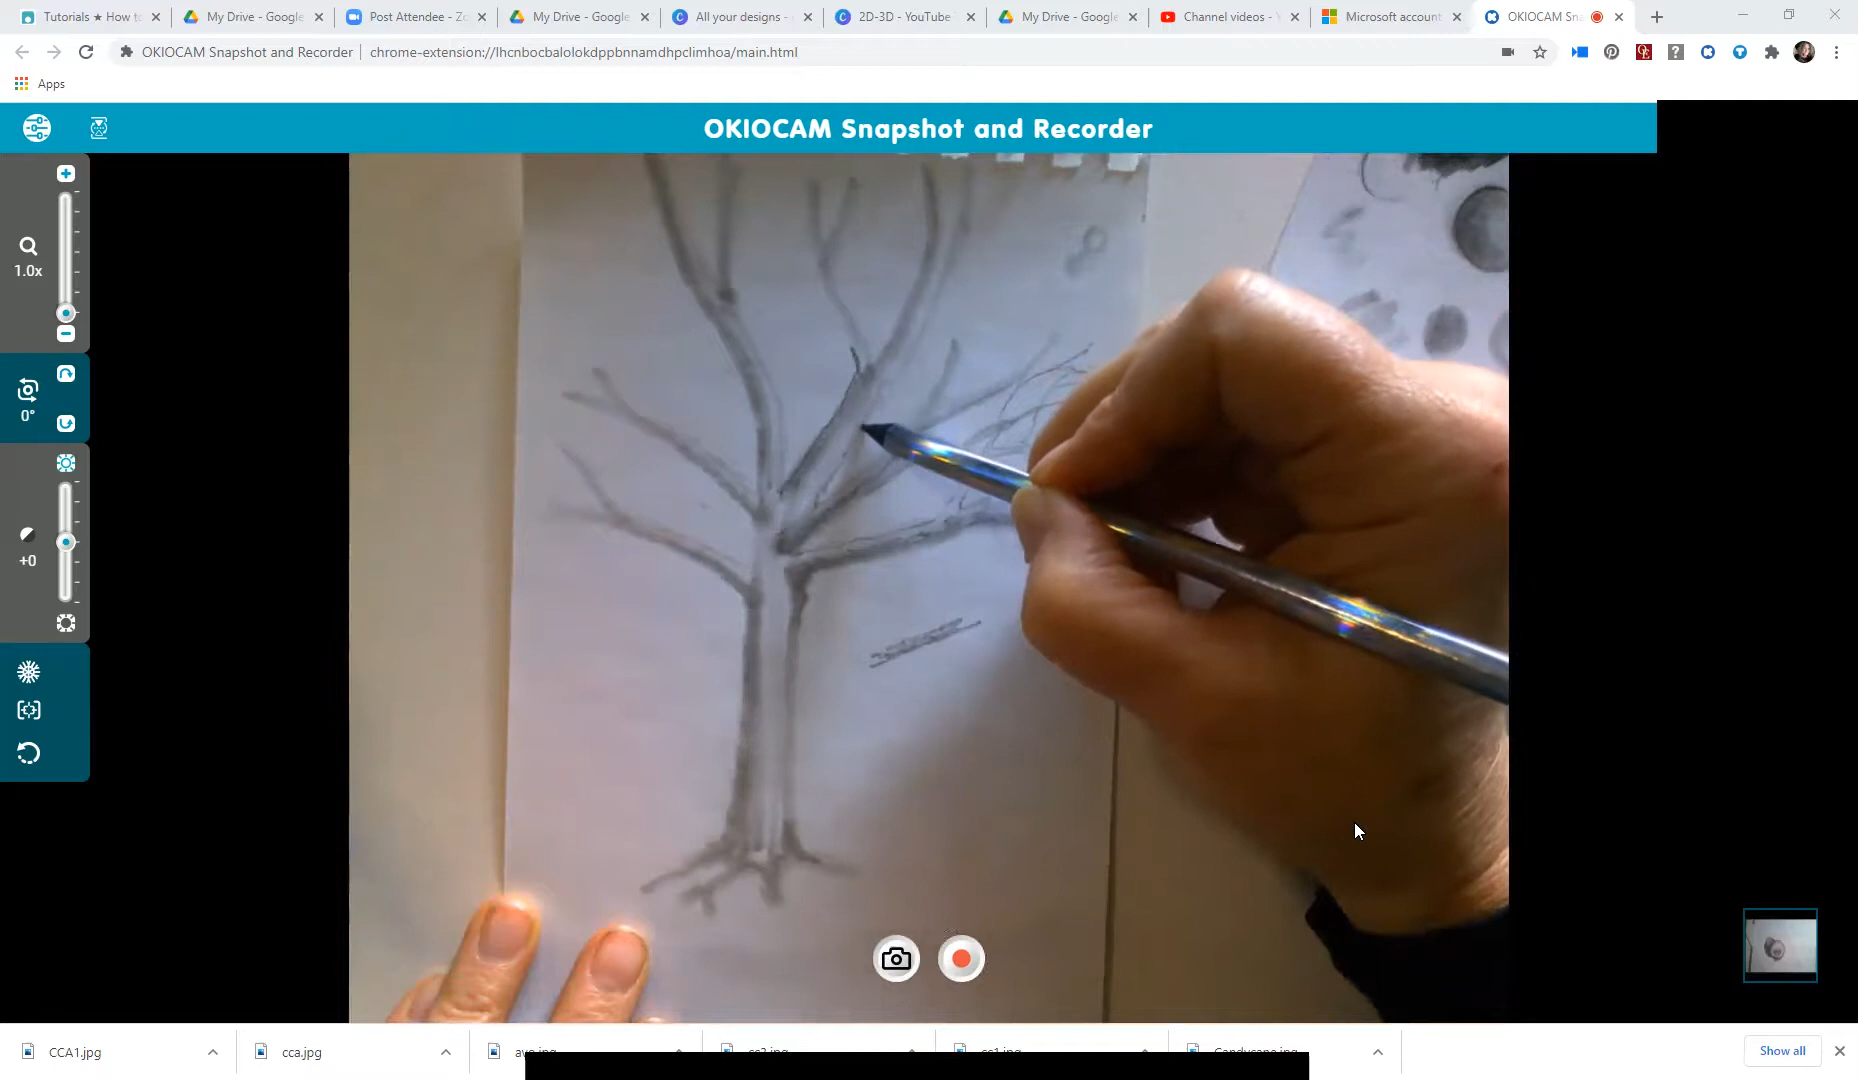 Tutorials ★ How to
My Drive - Google
Post Attendee - Zo
My Drive - Google
All your designs -
2D-3D - YouTube
My Drive - Google
Channel videos -
Microsoft account
OKIOCAM Sna
OKIOCAM Snapshot and Recorder
chrome-extension://lhcnbocbalolokdppbnnamdhpclimhoa/main.html
Apps
OKIOCAM Snapshot and Recorder
1.0x
0°
+0
CCA1.jpg
cca.jpg
Show all